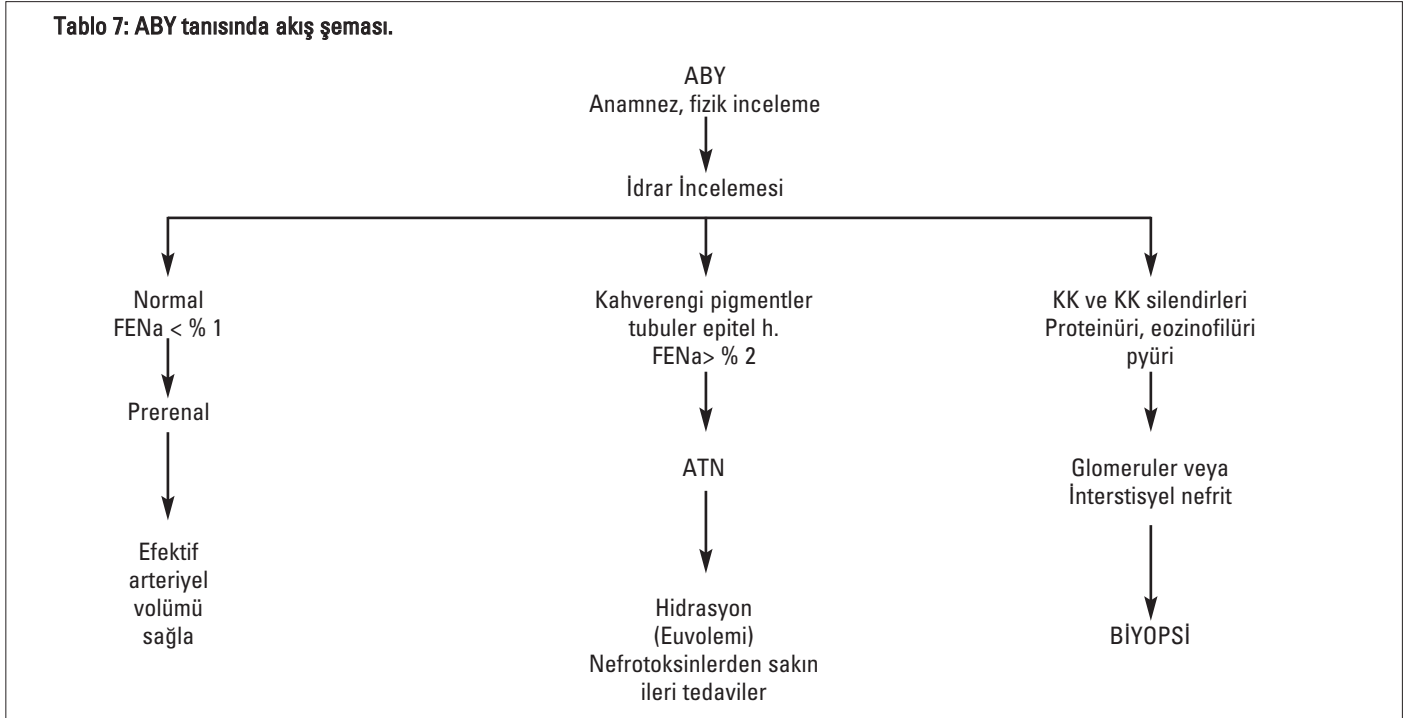 Tablo 7: ABY tanısında akış şeması.
ABY
Anamnez, fizik inceleme
İdrar İncelemesi
Normal
FENa < % 1
Prerenal
Efektif
arteriyel
volümü
sağla
Kahverengi pigmentler
tubuler epitel h.
FENa> % 2
ATN
Hidrasyon
(Euvolemi)
Nefrotoksinlerden sakın
ileri tedaviler
KK ve KK silendirleri
Proteinüri, eozinofilüri
pyüri
Glomeruler veya
İnterstisyel nefrit
BİYOPSİ